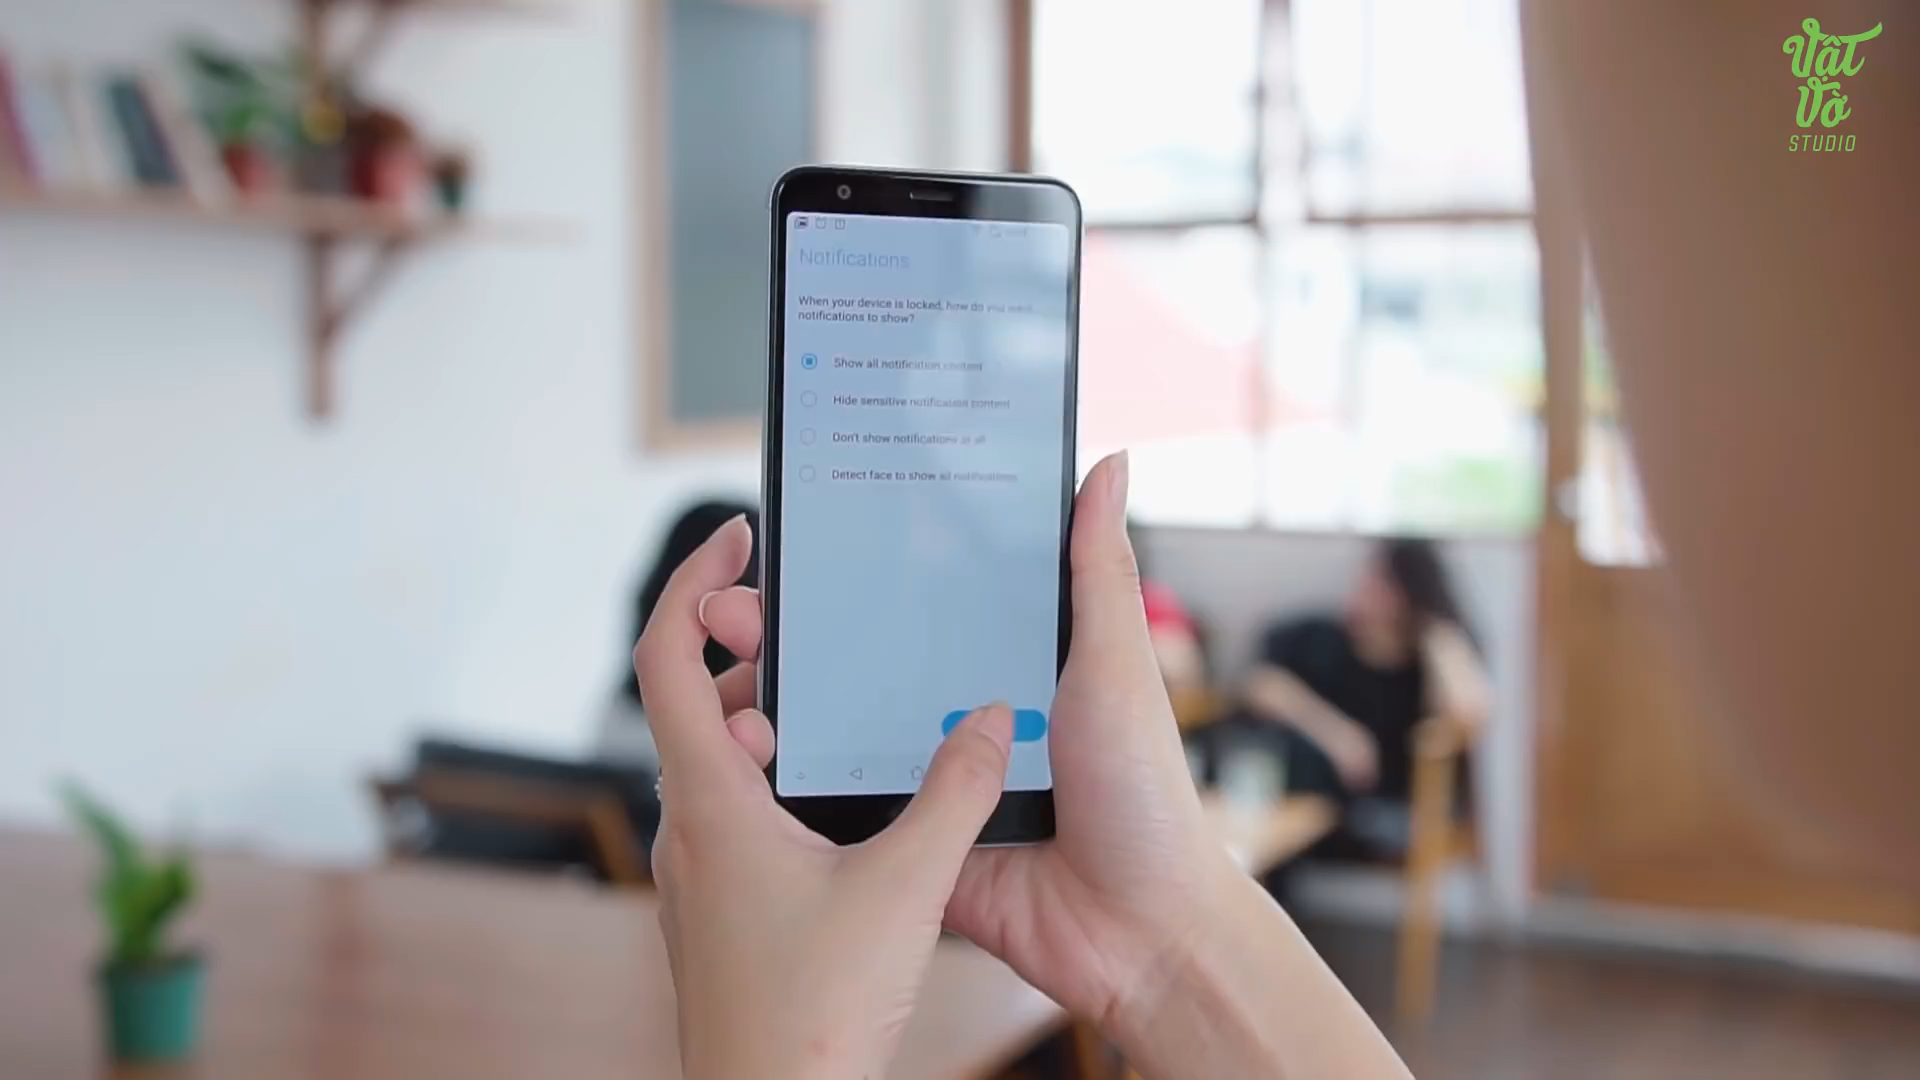 Vật
Vờ
STUDIO
Notifications
When your device is locked, how do you want
notifications to show?
Show all notification content
Hide sensitive notification content
Don't show notifications at all
Detect face to show all notifications